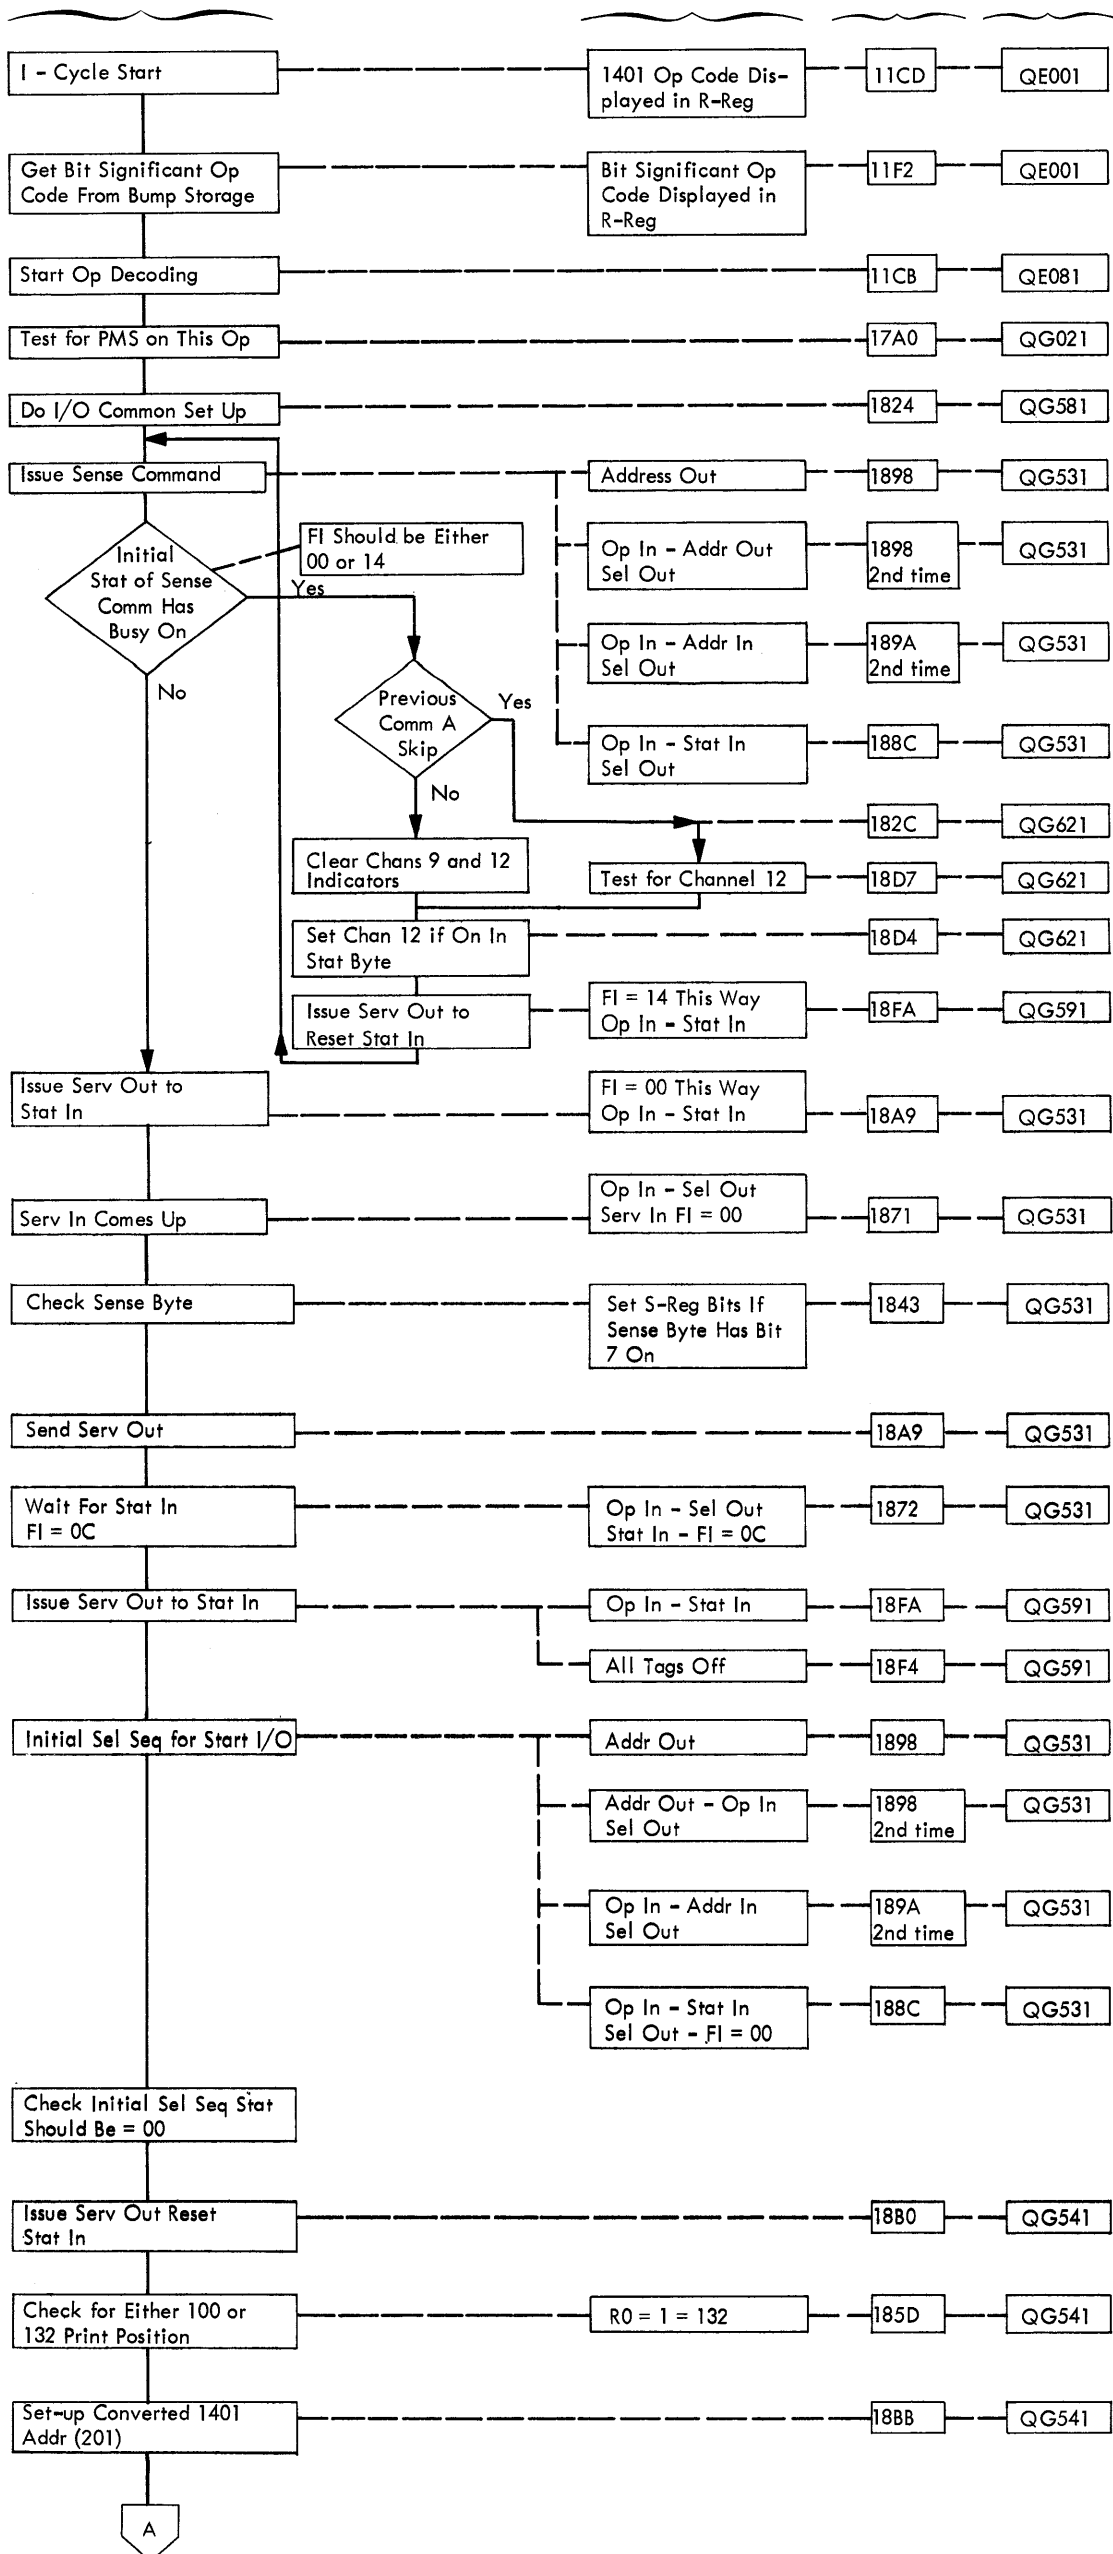 I - Cycle Start
1401 Op Code Dis-
played in R-Reg
11CD
QE001
Get Bit Significant Op
Code From Bump Storage
Bit Significant Op
Code Displayed in
R-Reg
11F2
QE001
Start Op Decoding
11CB
QE081
Test for PMS on This Op
17A0
QG021
Do I/O Common Set Up
1824
QG581
Issue Sense Command
Address Out
1898
QG531
Initial
Stat of Sense
Comm Has
Busy On
FI Should be Either
00 or 14
Yes
No
Op In - Addr Out
Sel Out
1898
2nd time
QG531
Op In - Addr In
Sel Out
189A
2nd time
QG531
Previous
Comm A
Skip
Yes
No
Op In - Stat In
Sel Out
188C
QG531
182C
QG621
Clear Chans 9 and 12
Indicators
Test for Channel 12
18D7
QG621
Set Chan 12 if On In
Stat Byte
18D4
QG621
Issue Serv Out to
Reset Stat In
FI = 14 This Way
Op In - Stat In
18FA
QG591
Issue Serv Out to
Stat In
FI = 00 This Way
Op In - Stat In
18A9
QG531
Serv In Comes Up
Op In - Sel Out
Serv In FI = 00
1871
QG531
Check Sense Byte
Set S-Reg Bits If
Sense Byte Has Bit
7 On
1843
QG531
Send Serv Out
18A9
QG531
Wait For Stat In
FI = 0C
Op In - Sel Out
Stat In - FI = 0C
1872
QG531
Issue Serv Out to Stat In
Op In - Stat In
18FA
QG591
All Tags Off
18F4
QG591
Initial Sel Seq for Start I/O
Addr Out
1898
QG531
Addr Out - Op In
Sel Out
1898
2nd time
QG531
Op In - Addr In
Sel Out
189A
2nd time
QG531
Op In - Stat In
Sel Out - FI = 00
188C
QG531
Check Initial Sel Seq Stat
Should Be = 00
Issue Serv Out Reset
Stat In
18B0
QG541
Check for Either 100 or
132 Print Position
R0 = 1 = 132
185D
QG541
Set-up Converted 1401
Addr (201)
18BB
QG541
A